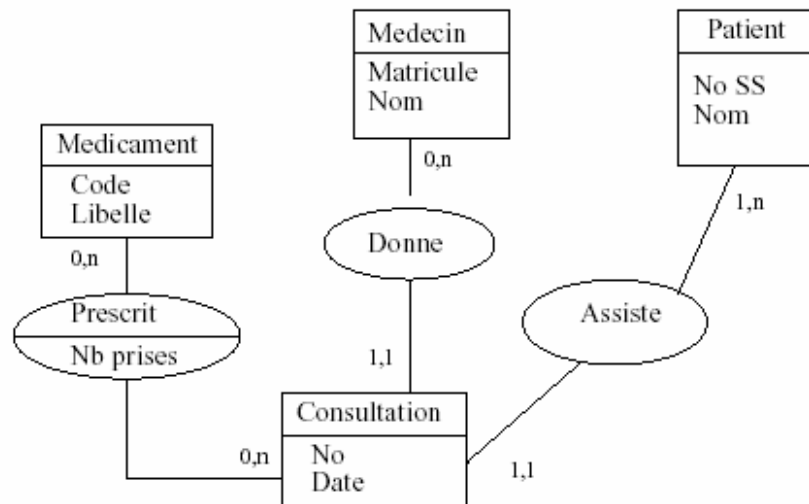 Medecin
Matricule
Nom
0,n
Patient
No SS
Nom
1,n
Medicament
Code
Libelle
0,n
Donne
1,1
Assiste
1,1
Prescrit
Nb prises
0,n
Consultation
No
Date